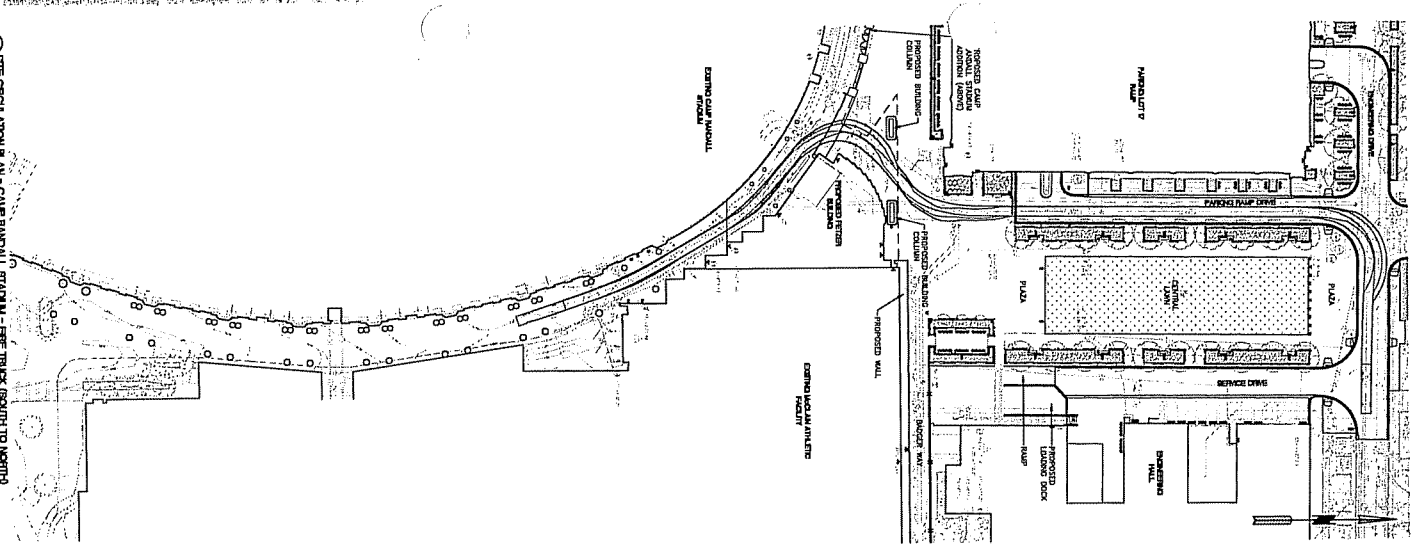 SITE CIRCULATION PLAN - CAMP RANDALL STADIUM - FIRE TRUCK (SOUTH TO NORTH)
EXISTING CAMP RANDALL
STADIUM
PROPOSED BUILDING
COLUMN
PROPOSED CAMP
RANDALL STADIUM
ADDITION (ABOVE)
PARKING LOT 17
RAMP
ENGINEERING DRIVE
PARKING RAMP DRIVE
PROPOSED FETZER
BUILDING
PROPOSED BUILDING
COLUMN
PROPOSED WALL
PLAZA
CENTRAL
LAWN
PLAZA
SERVICE DRIVE
EXISTING McCLAIN ATHLETIC
FACILITY
BADGER WAY
RAMP
PROPOSED
LOADING DOCK
ENGINEERING
HALL